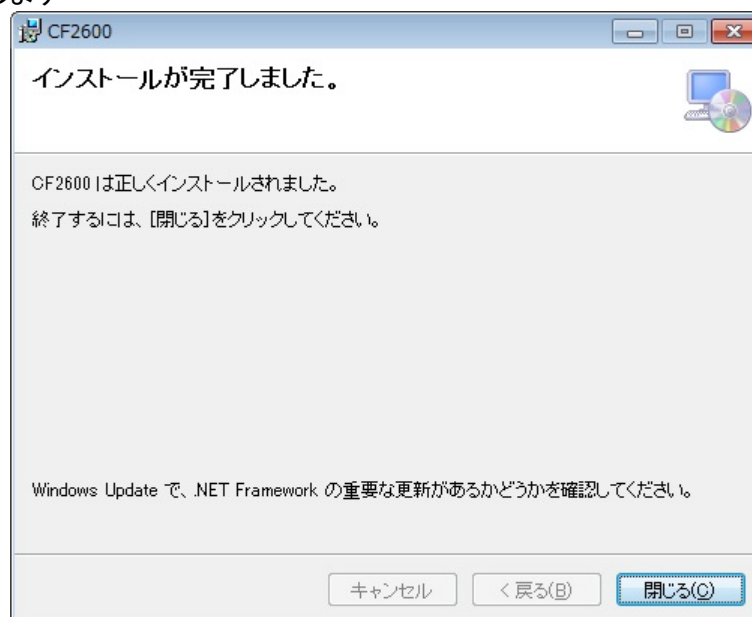 ます
CF2600
インストールが完了しました。
CF2600 は正しくインストールされました。
終了するには、[閉じる]をクリックしてください。
Windows Update で、.NET Framework の重要な更新があるかどうかを確認してください。
キャンセル
< 戻る(B)
閉じる(C)